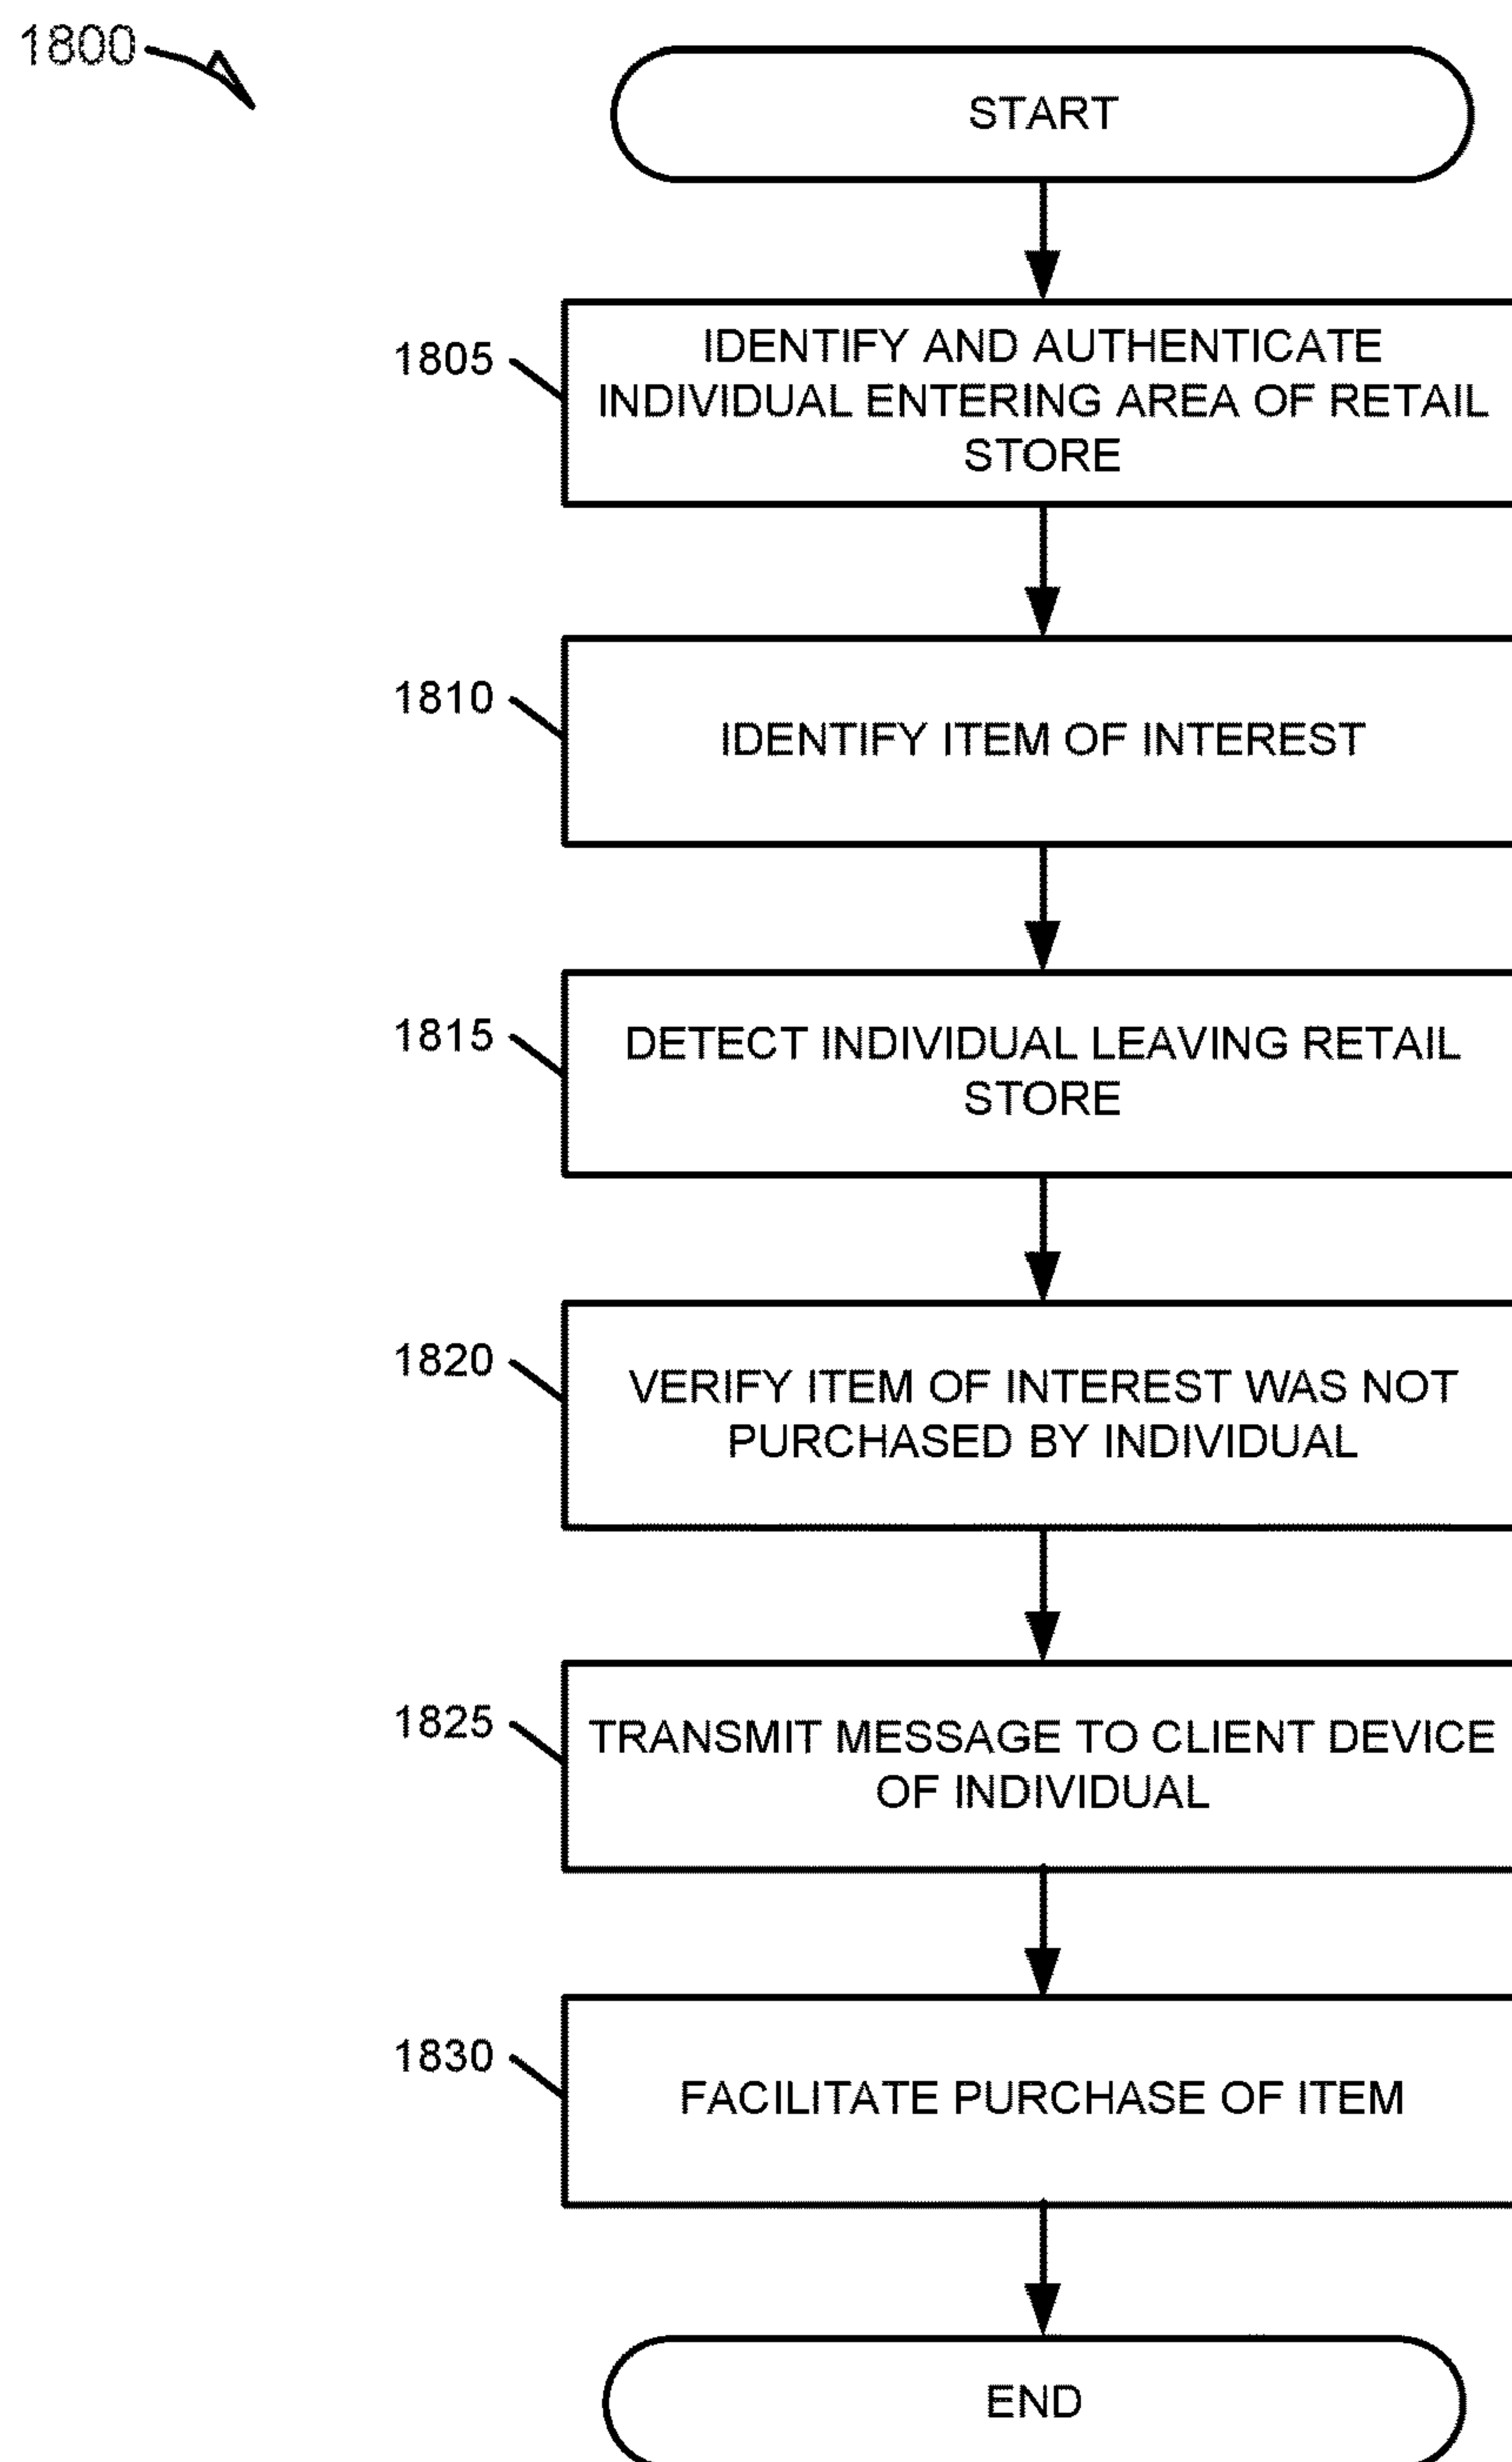 1800
START
1805
IDENTIFY AND AUTHENTICATE
INDIVIDUAL ENTERING AREA OF RETAIL
STORE
1810
IDENTIFY ITEM OF INTEREST
1815
DETECT INDIVIDUAL LEAVING RETAIL
STORE
1820
VERIFY ITEM OF INTEREST WAS NOT
PURCHASED BY INDIVIDUAL
1825
TRANSMIT MESSAGE TO CLIENT DEVICE
OF INDIVIDUAL
1830
FACILITATE PURCHASE OF ITEM
END